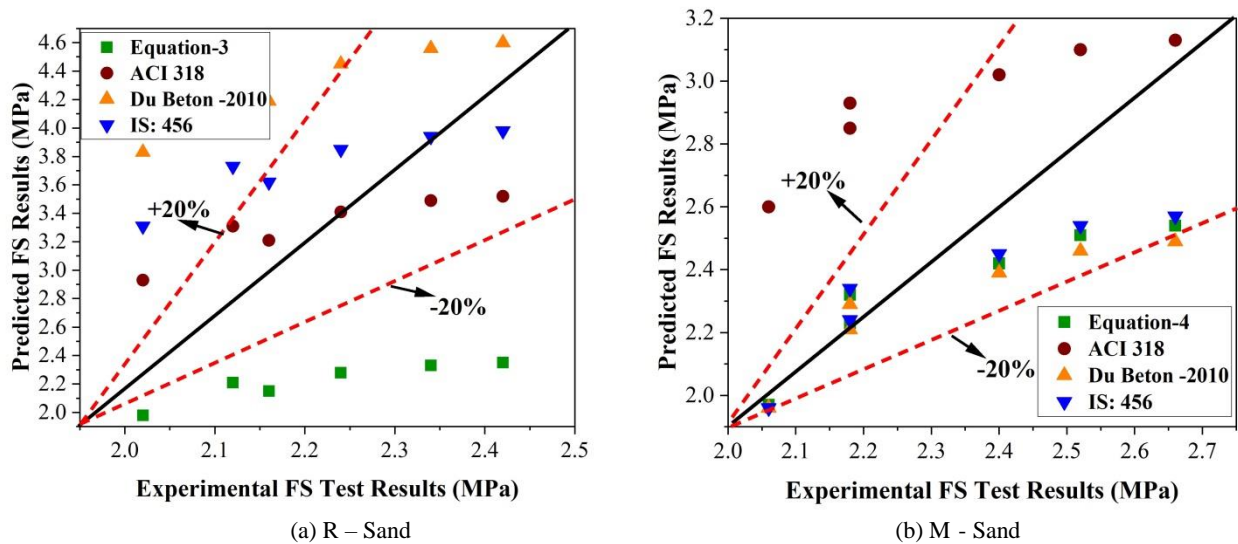 4.6
4.4
4.2
4.0
3.8
3.6
3.4
3.2
3.0
2.8
2.6
2.4
2.2
2.0
Predicted FS Results (MPa)
Equation-3
ACI 318
Du Beton -2010
IS: 456
+20%
-20%
2.0 2.1 2.2 2.3 2.4 2.5
Experimental FS Test Results (MPa)
(a) R – Sand
3.2
3.0
2.8
2.6
2.4
2.2
2.0
Predicted FS Results (MPa)
+20%
-20%
Equation-4
ACI 318
Du Beton -2010
IS: 456
2.0 2.1 2.2 2.3 2.4 2.5 2.6 2.7
Experimental FS Test Results (MPa)
(b) M - Sand